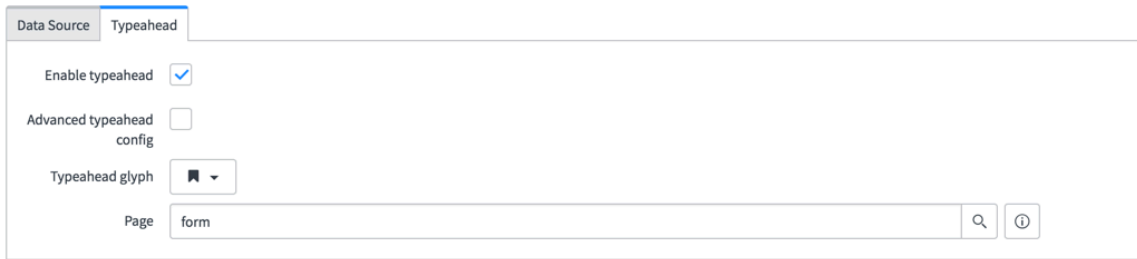 Data Source Typeahead
Enable typeahead
Advanced typeahead
config
Typeahead glyph
Page form